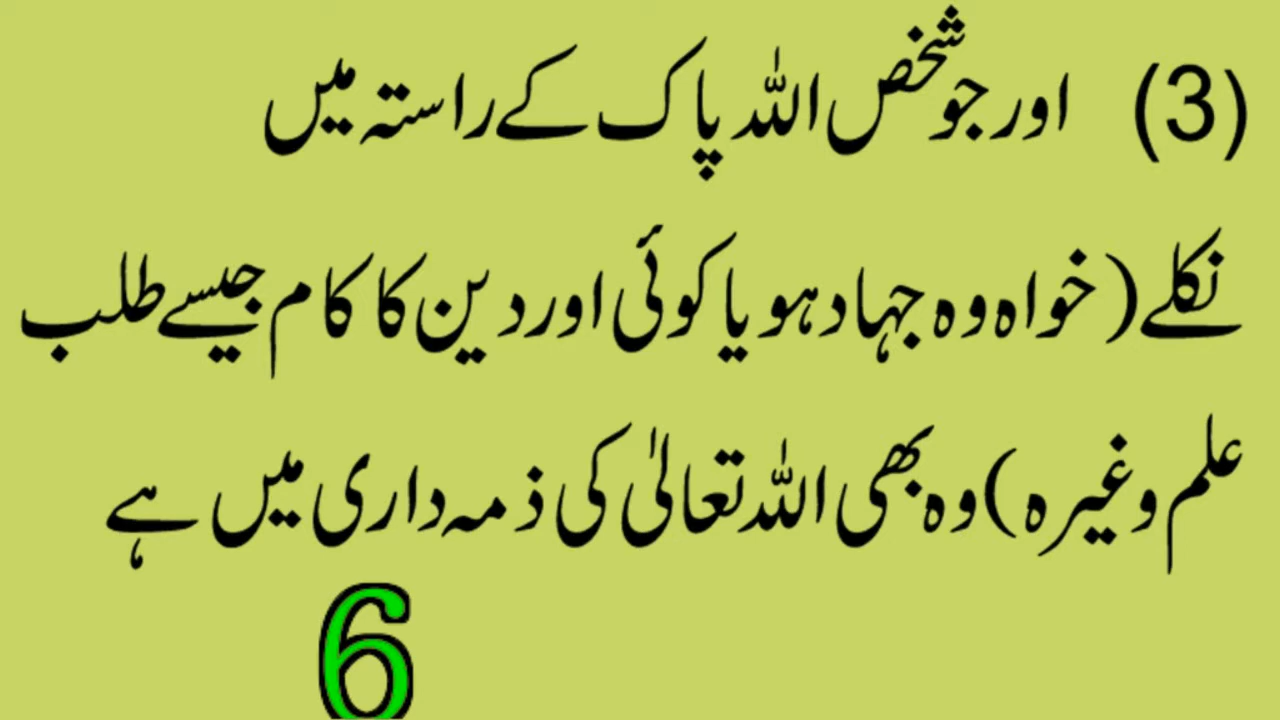 (3) اور جو شخص اللہ پاک کے راستہ میں
نکلے (خواہ وہ جہاد ہو یا کوئی اور دین کا کام جیسے طلب
علم وغیرہ) وہ بھی اللہ تعالیٰ کی ذمہ داری میں ہے
6